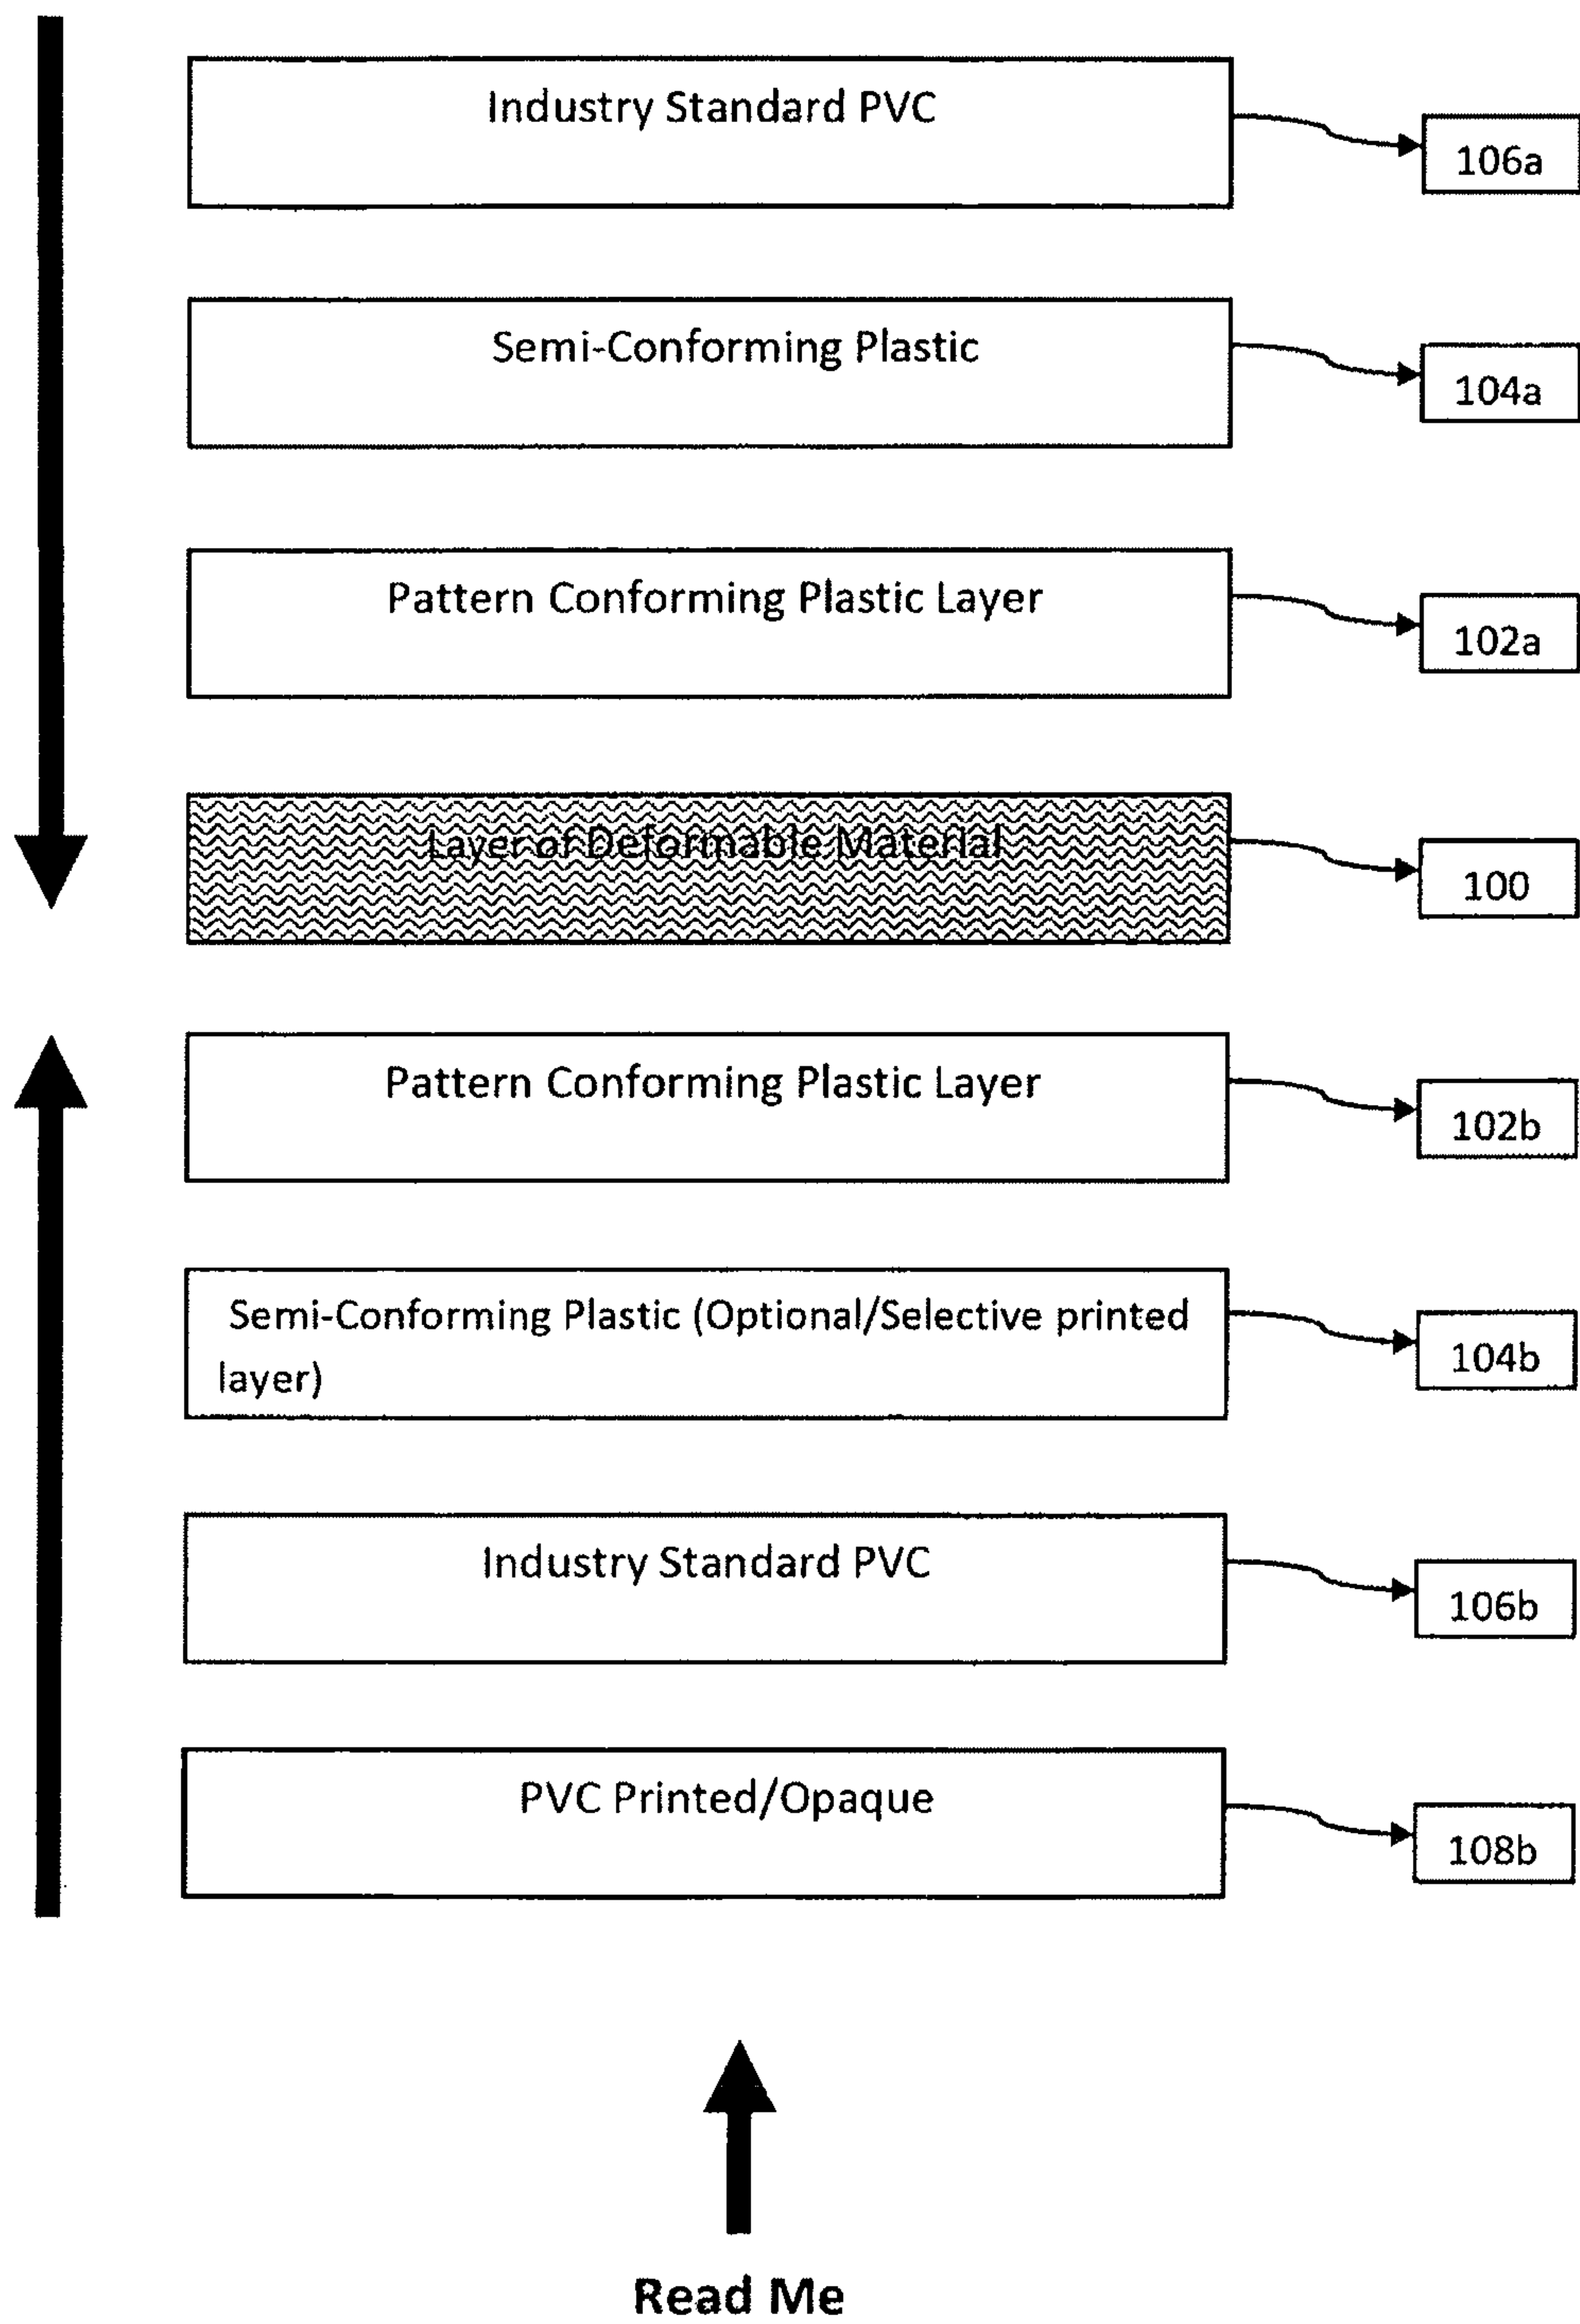 Industry Standard PVC
106a
Semi-Conforming Plastic
104a
Pattern Conforming Plastic Layer
102a
Layer of Deformable Material
100
Pattern Conforming Plastic Layer
102b
Semi-Conforming Plastic (Optional/Selective printed
layer)
104b
Industry Standard PVC
106b
PVC Printed/Opaque
108b
Read Me